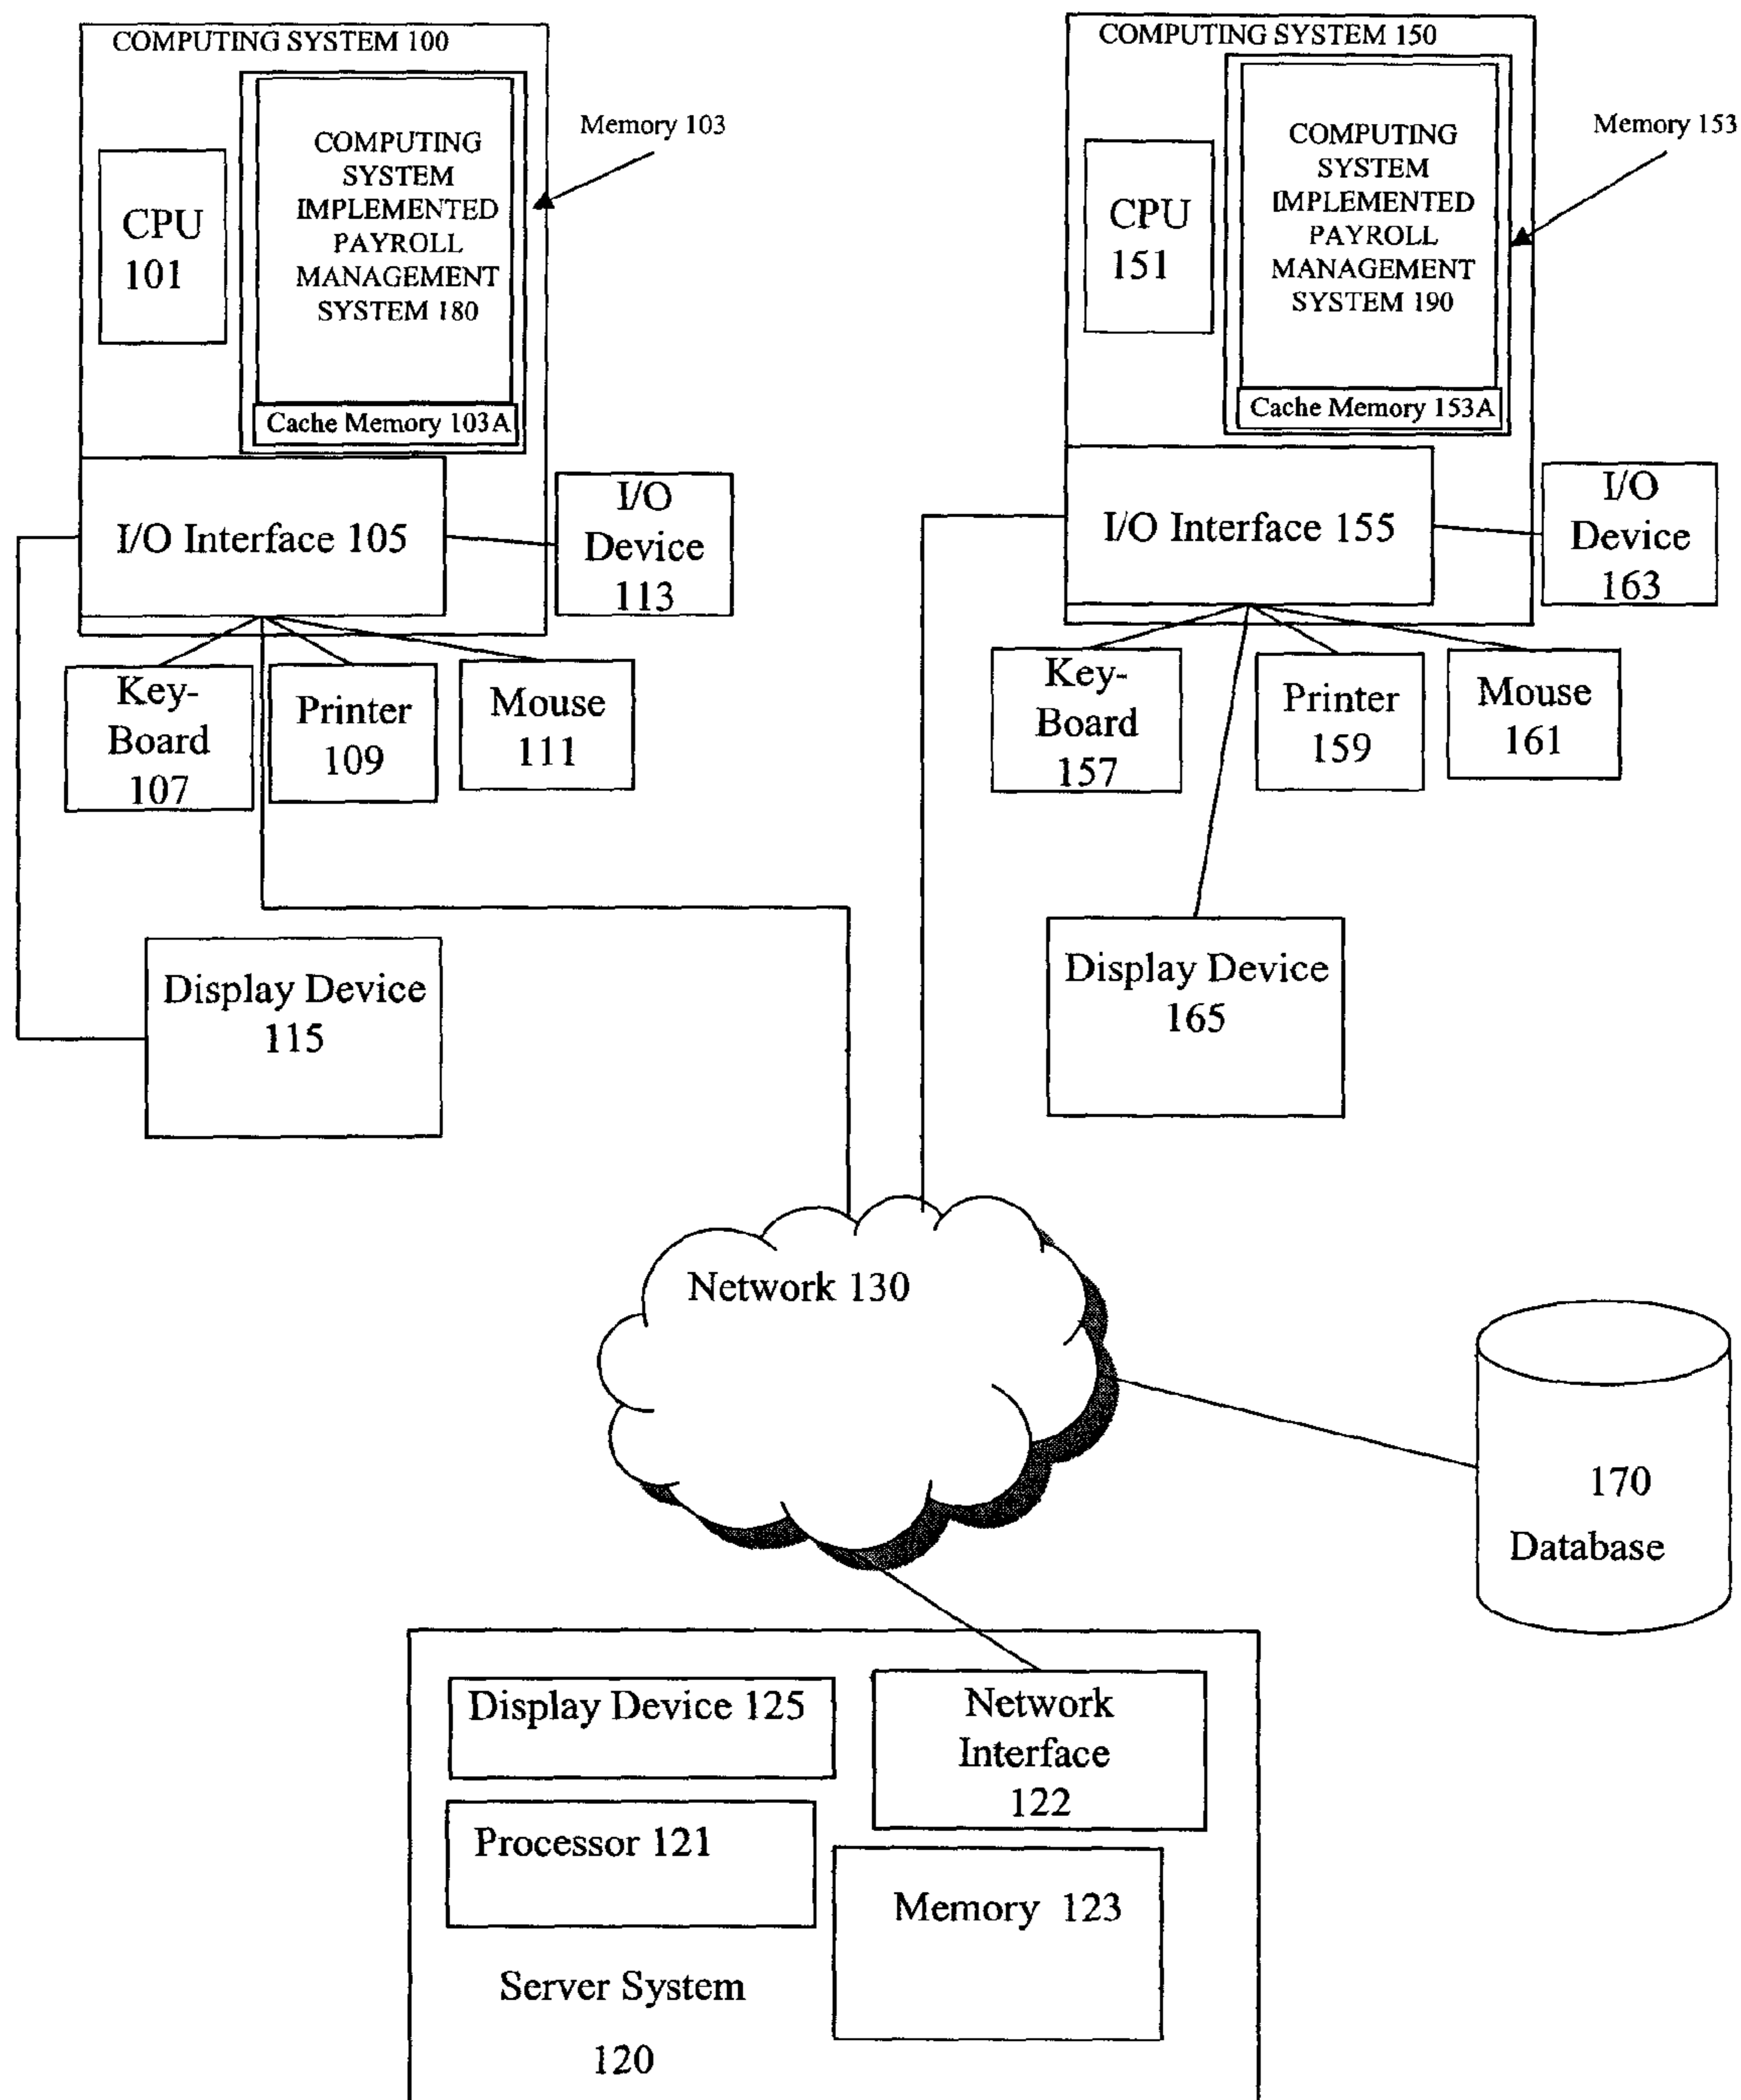 COMPUTING SYSTEM 100
Memory 103
CPU
101
COMPUTING
SYSTEM
IMPLEMENTED
PAYROLL
MANAGEMENT
SYSTEM 180
Cache Memory 103A
I/O Interface 105
I/O
Device
113
Key-
Board
107
Printer
109
Mouse
111
Display Device
115
COMPUTING SYSTEM 150
Memory 153
CPU
151
COMPUTING
SYSTEM
IMPLEMENTED
PAYROLL
MANAGEMENT
SYSTEM 190
Cache Memory 153A
I/O Interface 155
I/O
Device
163
Key-
Board
157
Printer
159
Mouse
161
Display Device
165
Network 130
170
Database
Display Device 125
Network
Interface
122
Processor 121
Memory 123
Server System
120